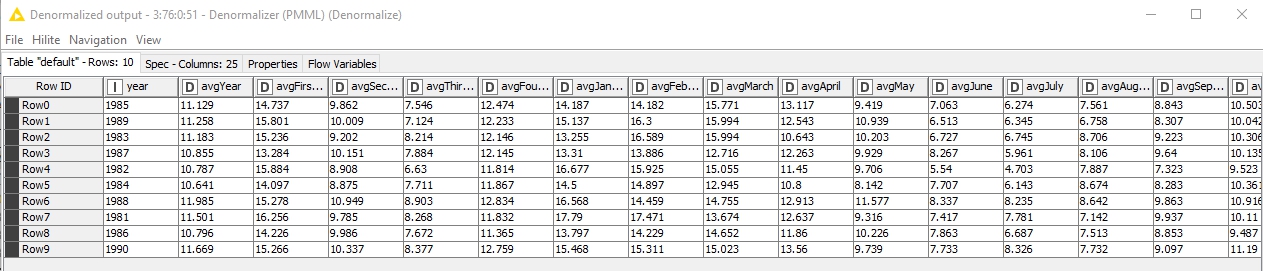 Denormalized output - 3:76:0:51 - Denormalizer (PMML) (Denormalize)
File Hilite Navigation View
Table "default" - Rows: 10 Spec - Columns: 25 Properties Flow Variables
Row ID I year D avgYear D avgFirs... D avgSec... D avgThir... D avgFou... D avgJan... D avgFeb... D avgMarch D avgApril D avgMay D avgJune D avgJuly D avgAug... D avgSep... D av
Row0 1985 11.129 14.737 9.862 7.546 12.474 14.187 14.182 15.771 13.117 9.419 7.063 6.274 7.561 8.843 10.503
Row1 1989 11.258 15.801 10.009 7.124 12.233 15.137 16.3 15.994 12.543 10.939 6.513 6.345 6.758 8.307 10.042
Row2 1983 11.183 15.236 9.202 8.214 12.146 13.255 16.589 15.994 10.643 10.203 6.727 6.745 8.706 9.223 10.306
Row3 1987 10.855 13.284 10.151 7.884 12.145 13.31 13.886 12.716 12.263 9.929 8.267 5.961 8.106 9.64 10.135
Row4 1982 10.787 15.884 8.908 6.63 11.814 16.677 15.925 15.055 11.45 9.706 5.54 4.703 7.887 7.323 9.523
Row5 1984 10.641 14.097 8.875 7.711 11.867 14.5 14.897 12.945 10.8 8.142 7.707 6.143 8.674 8.283 10.361
Row6 1988 11.985 15.278 10.949 8.903 12.834 16.568 14.459 14.755 12.913 11.577 8.337 8.235 8.642 9.863 10.916
Row7 1981 11.501 16.256 9.785 8.268 11.832 17.79 17.471 13.674 12.637 9.316 7.417 7.781 7.142 9.937 10.11
Row8 1986 10.796 14.226 9.986 7.672 11.365 13.797 14.229 14.652 11.86 10.226 7.863 6.687 7.513 8.853 9.487
Row9 1990 11.669 15.266 10.337 8.377 12.759 15.468 15.311 15.023 13.56 9.739 7.733 8.326 7.732 9.097 11.19